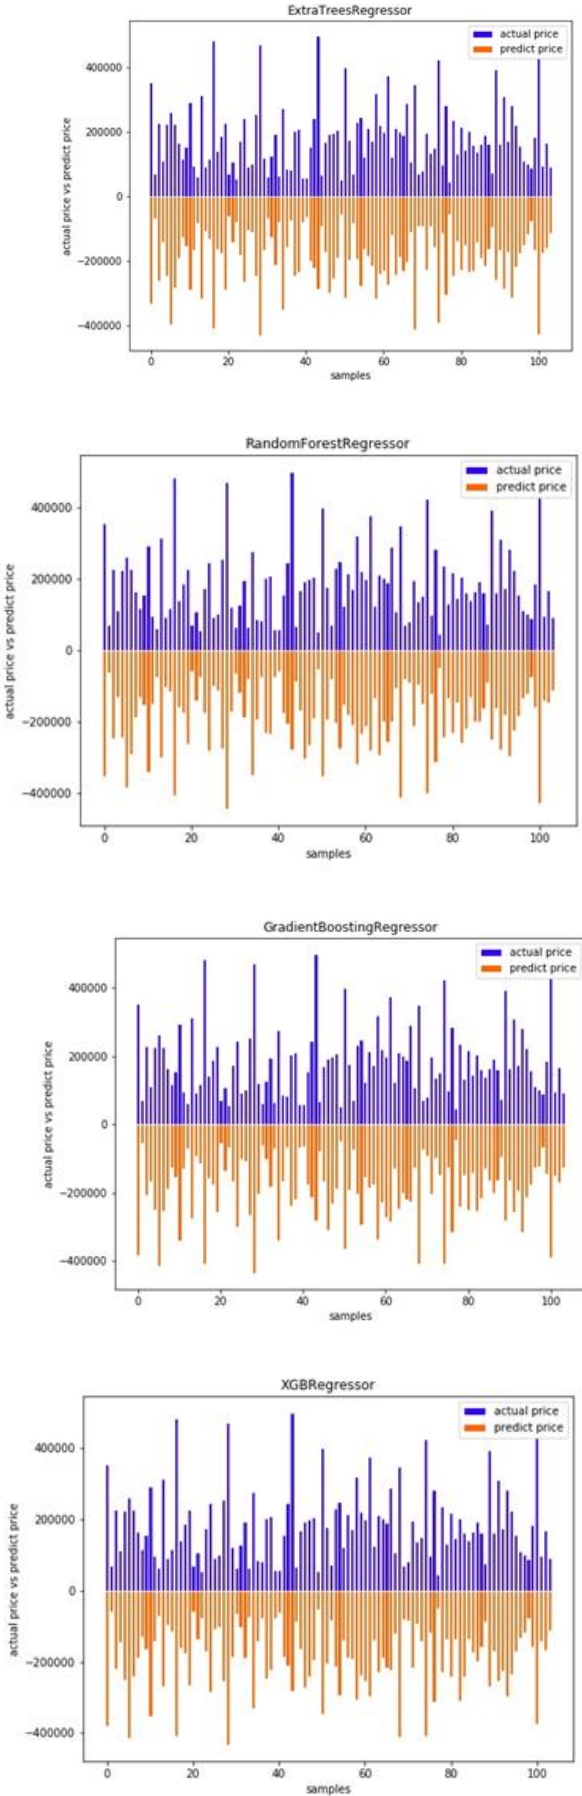 ExtraTreesRegressor
actual price
predict price
400000
200000
0
−200000
−400000
actual price vs predict price
0 20 40 60 80 100
samples
RandomForestRegressor
actual price
predict price
400000
200000
0
−200000
−400000
actual price vs predict price
0 20 40 60 80 100
samples
GradientBoostingRegressor
actual price
predict price
400000
200000
0
−200000
−400000
actual price vs predict price
0 20 40 60 80 100
samples
XGBRegressor
actual price
predict price
400000
200000
0
−200000
−400000
actual price vs predict price
0 20 40 60 80 100
samples